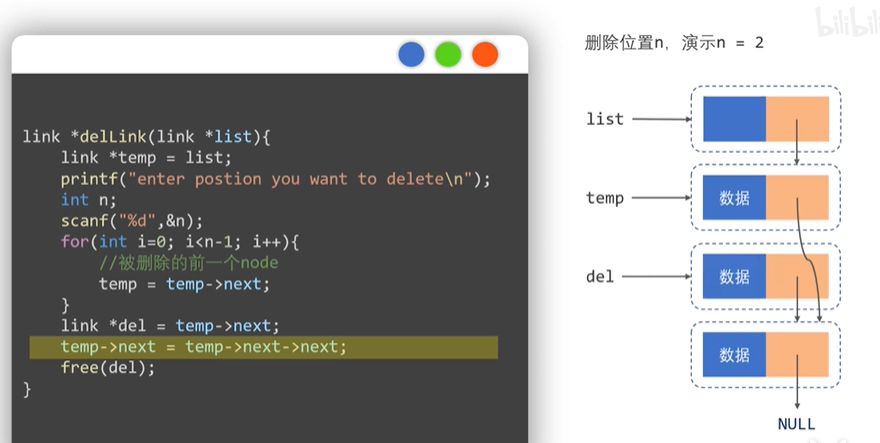 bilibili
删除位置n, 演示n = 2
link *delLink(link *list){
link *temp = list;
printf("enter postion you want to delete\n");
int n;
scanf("%d",&n);
for(int i=0; i<n-1; i++){
//被删除的前一个node
temp = temp->next;
}
link *del = temp->next;
temp->next = temp->next->next;
free(del);
}
list
temp
数据
del
数据
数据
NULL